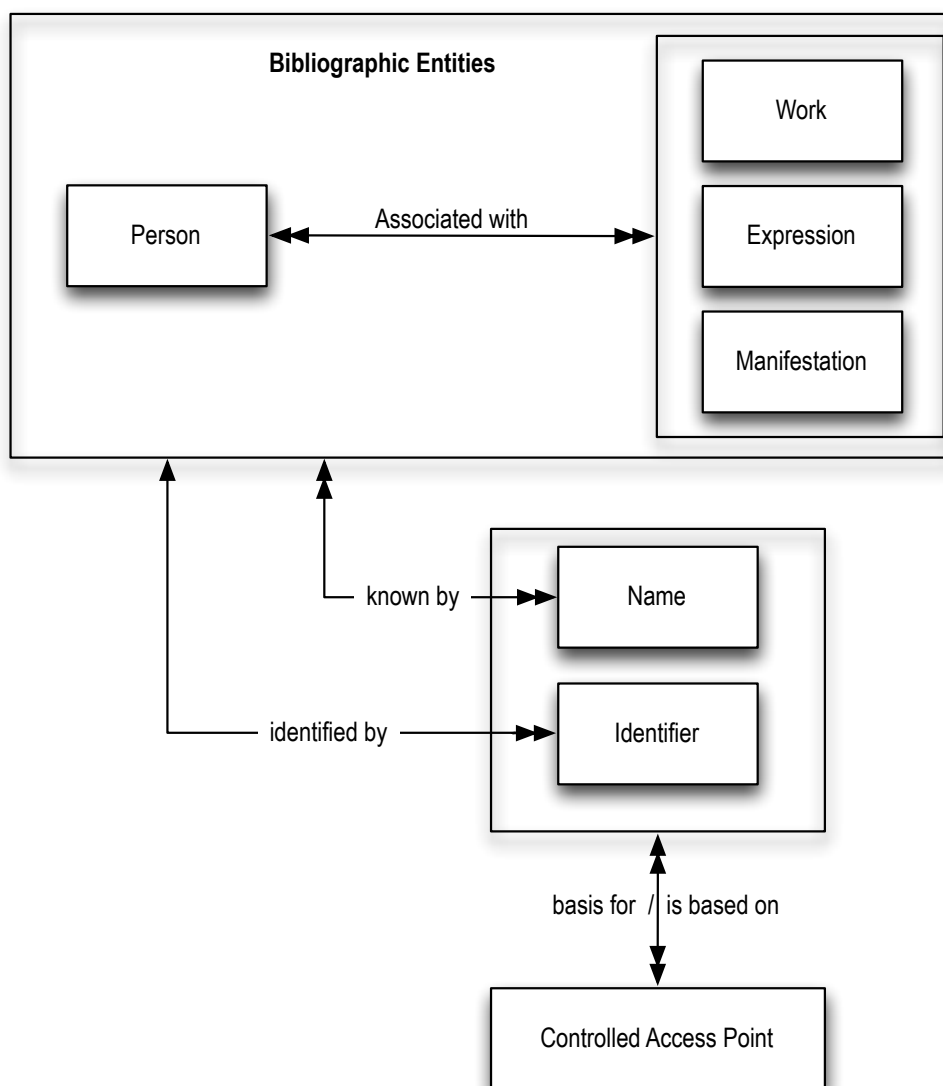 Bibliographic Entities
Work
Person
Associated with
Expression
Manifestation
known by
Name
identified by
Identifier
basis for / is based on
Controlled Access Point